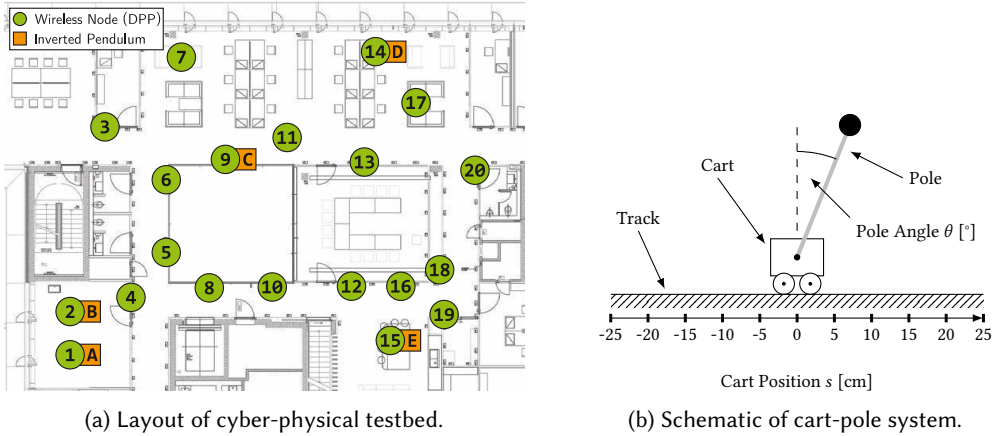 Wireless Node (DPP)
Inverted Pendulum
7
14 D
17
3
11
9 C
13
20
6
5
18
4
8
10
12
16
2 B
19
15 E
1 A
(a) Layout of cyber-physical testbed.
Cart
Pole
Track
Pole Angle θ [°]
-25 -20 -15 -10 -5 0 5 10 15 20 25
Cart Position s [cm]
(b) Schematic of cart-pole system.